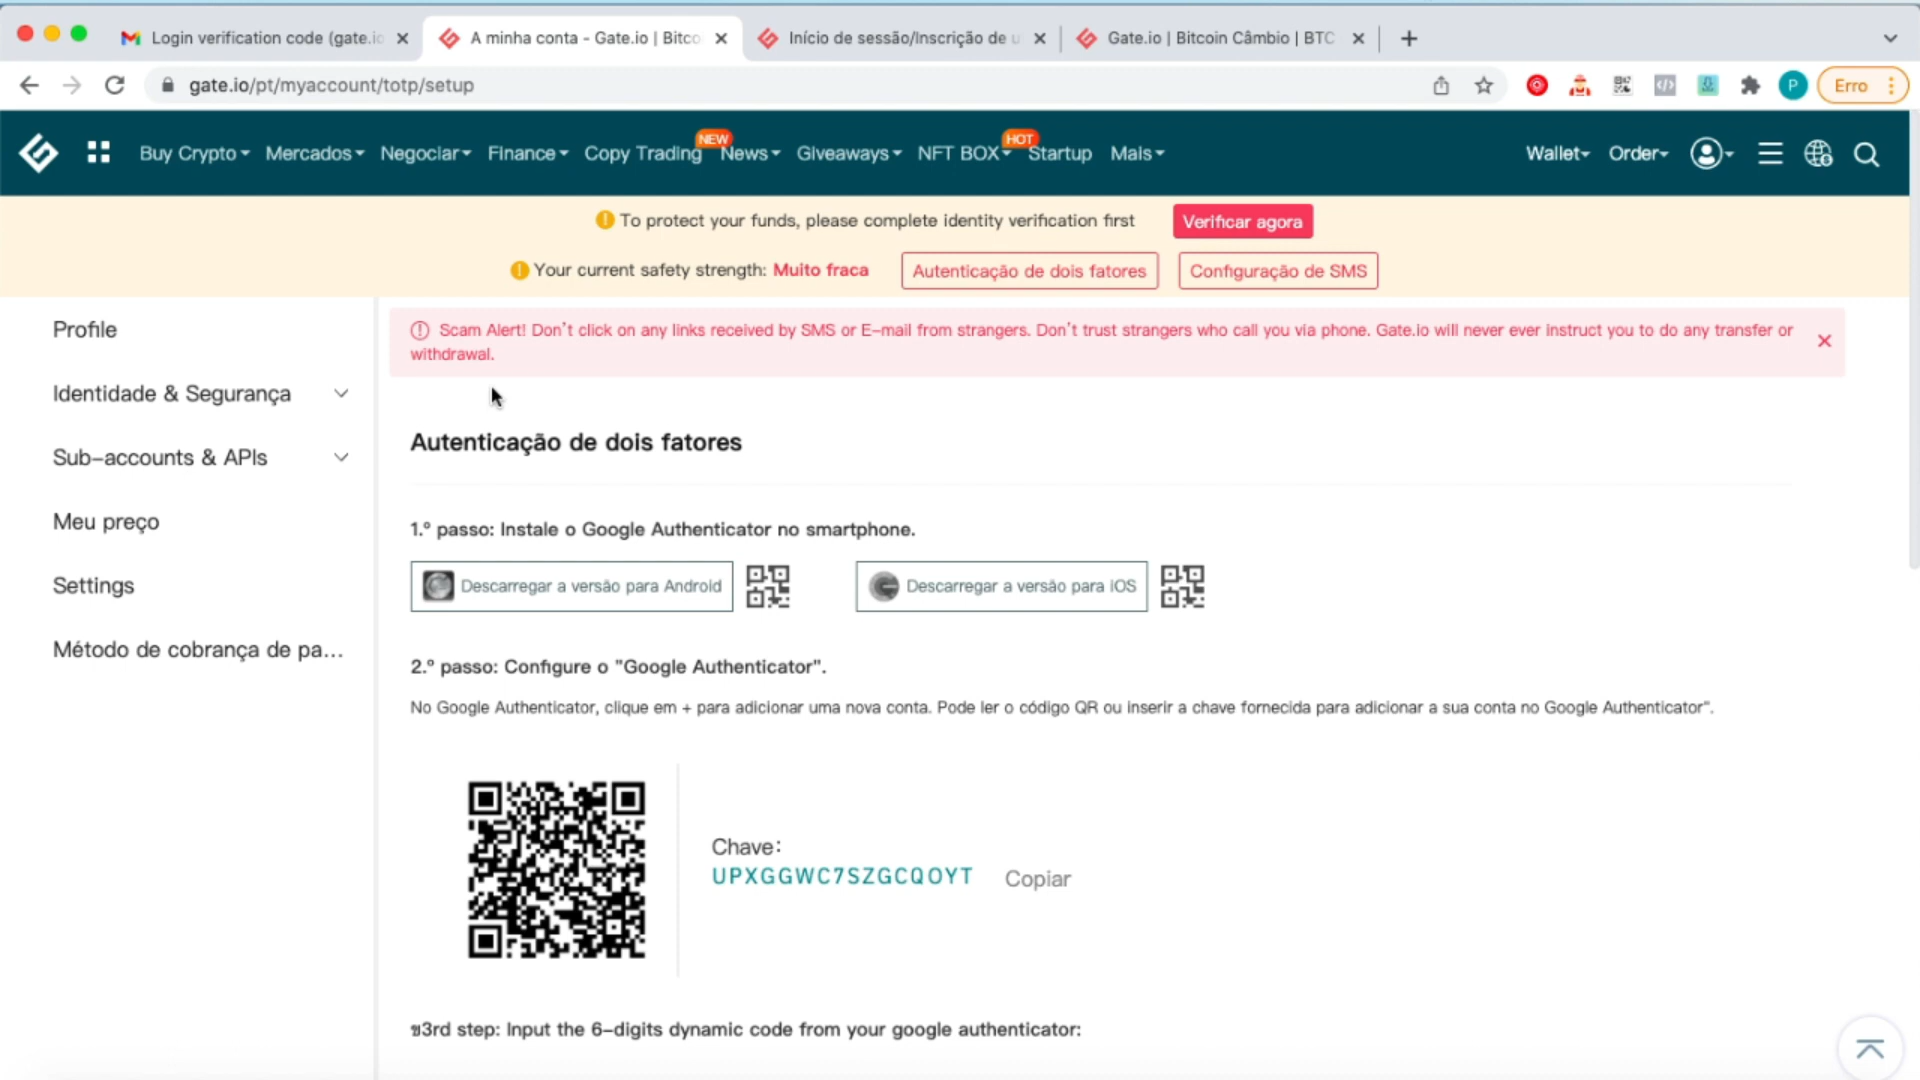 Login verification code (gate.io
A minha conta - Gate.io | Bitco
Início de sessão/Inscrição de u
Gate.io | Bitcoin Câmbio | BTC
gate.io/pt/myaccount/totp/setup
P
Erro
Buy Crypto
Mercados
Negociar
Finance
Copy Trading
NEW
News
Giveaways
NFT BOX
HOT
Startup
Mais
Wallet
Order
To protect your funds, please complete identity verification first
Verificar agora
Your current safety strength: Muito fraca
Autenticação de dois fatores
Configuração de SMS
Profile
Identidade & Segurança
Sub-accounts & APIs
Meu preço
Settings
Método de cobrança de pa...
Scam Alert! Don't click on any links received by SMS or E-mail from strangers. Don't trust strangers who call you via phone. Gate.io will never ever instruct you to do any transfer or
withdrawal.
Autenticação de dois fatores
1.º passo: Instale o Google Authenticator no smartphone.
Descarregar a versão para Android
Descarregar a versão para iOS
2.º passo: Configure o "Google Authenticator".
No Google Authenticator, clique em + para adicionar uma nova conta. Pode ler o código QR ou inserir a chave fornecida para adicionar a sua conta no Google Authenticator".
Chave:
UPXGGWC7SZGCQOYT
Copiar
3rd step: Input the 6-digits dynamic code from your google authenticator: